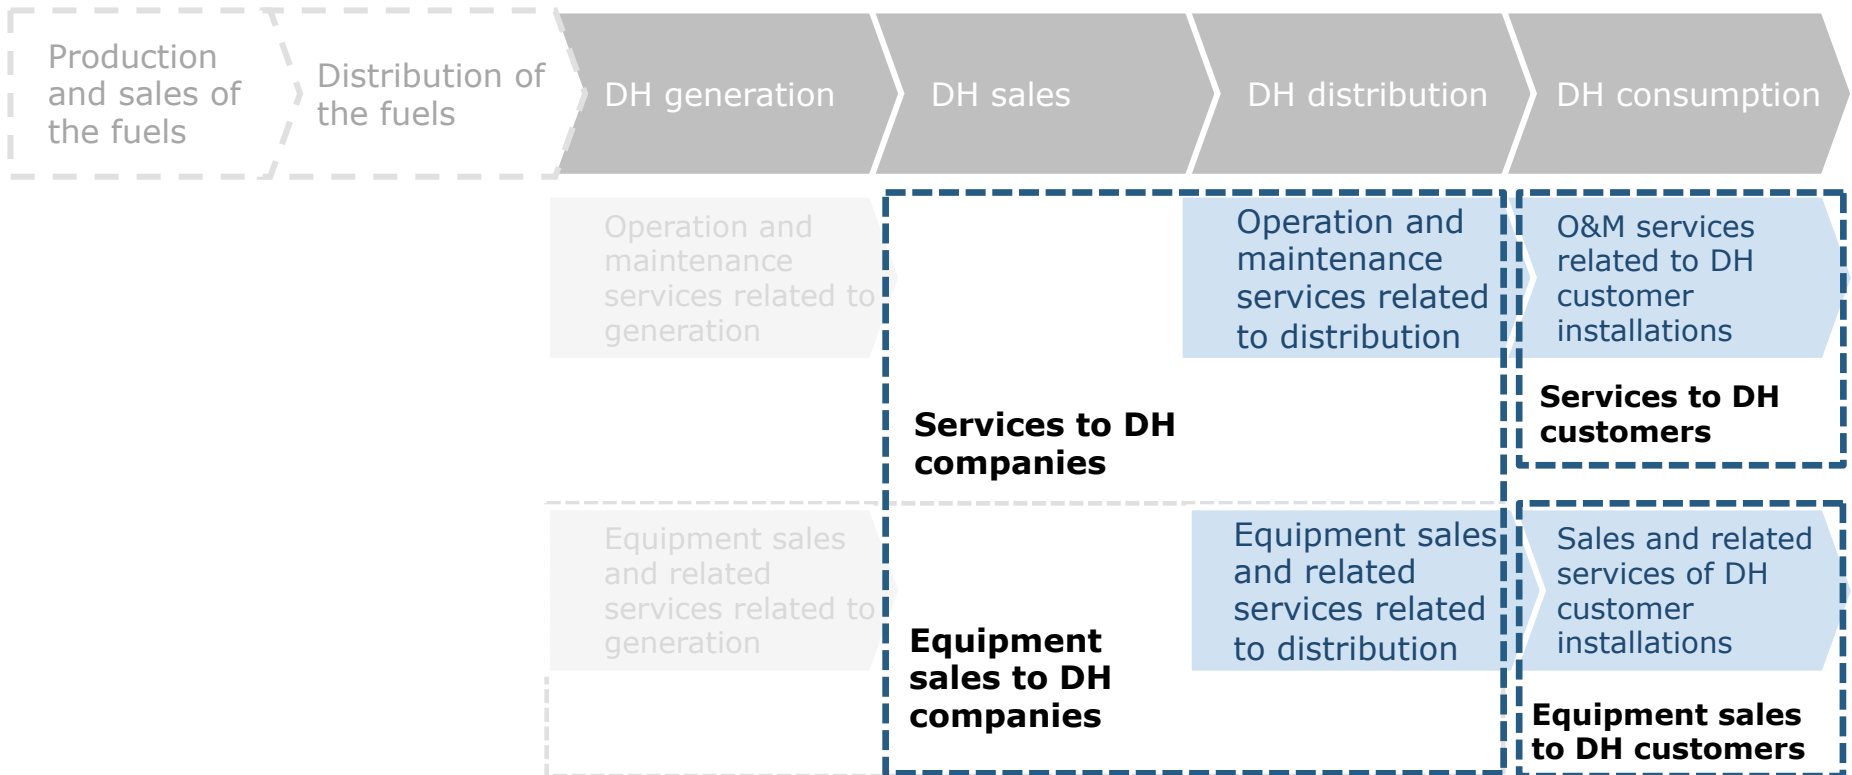 Production
and sales of
the fuels
Distribution of
the fuels
DH generation
DH sales
DH distribution
DH consumption
Operation and
maintenance
services related to
generation
Operation and
maintenance
services related
to distribution
O&M services
related to DH
customer
installations
Services to DH
companies
Services to DH
customers
Equipment sales
and related
services related to
generation
Equipment sales
and related
services related
to distribution
Sales and related
services of DH
customer
installations
Equipment
sales to DH
companies
Equipment sales
to DH customers